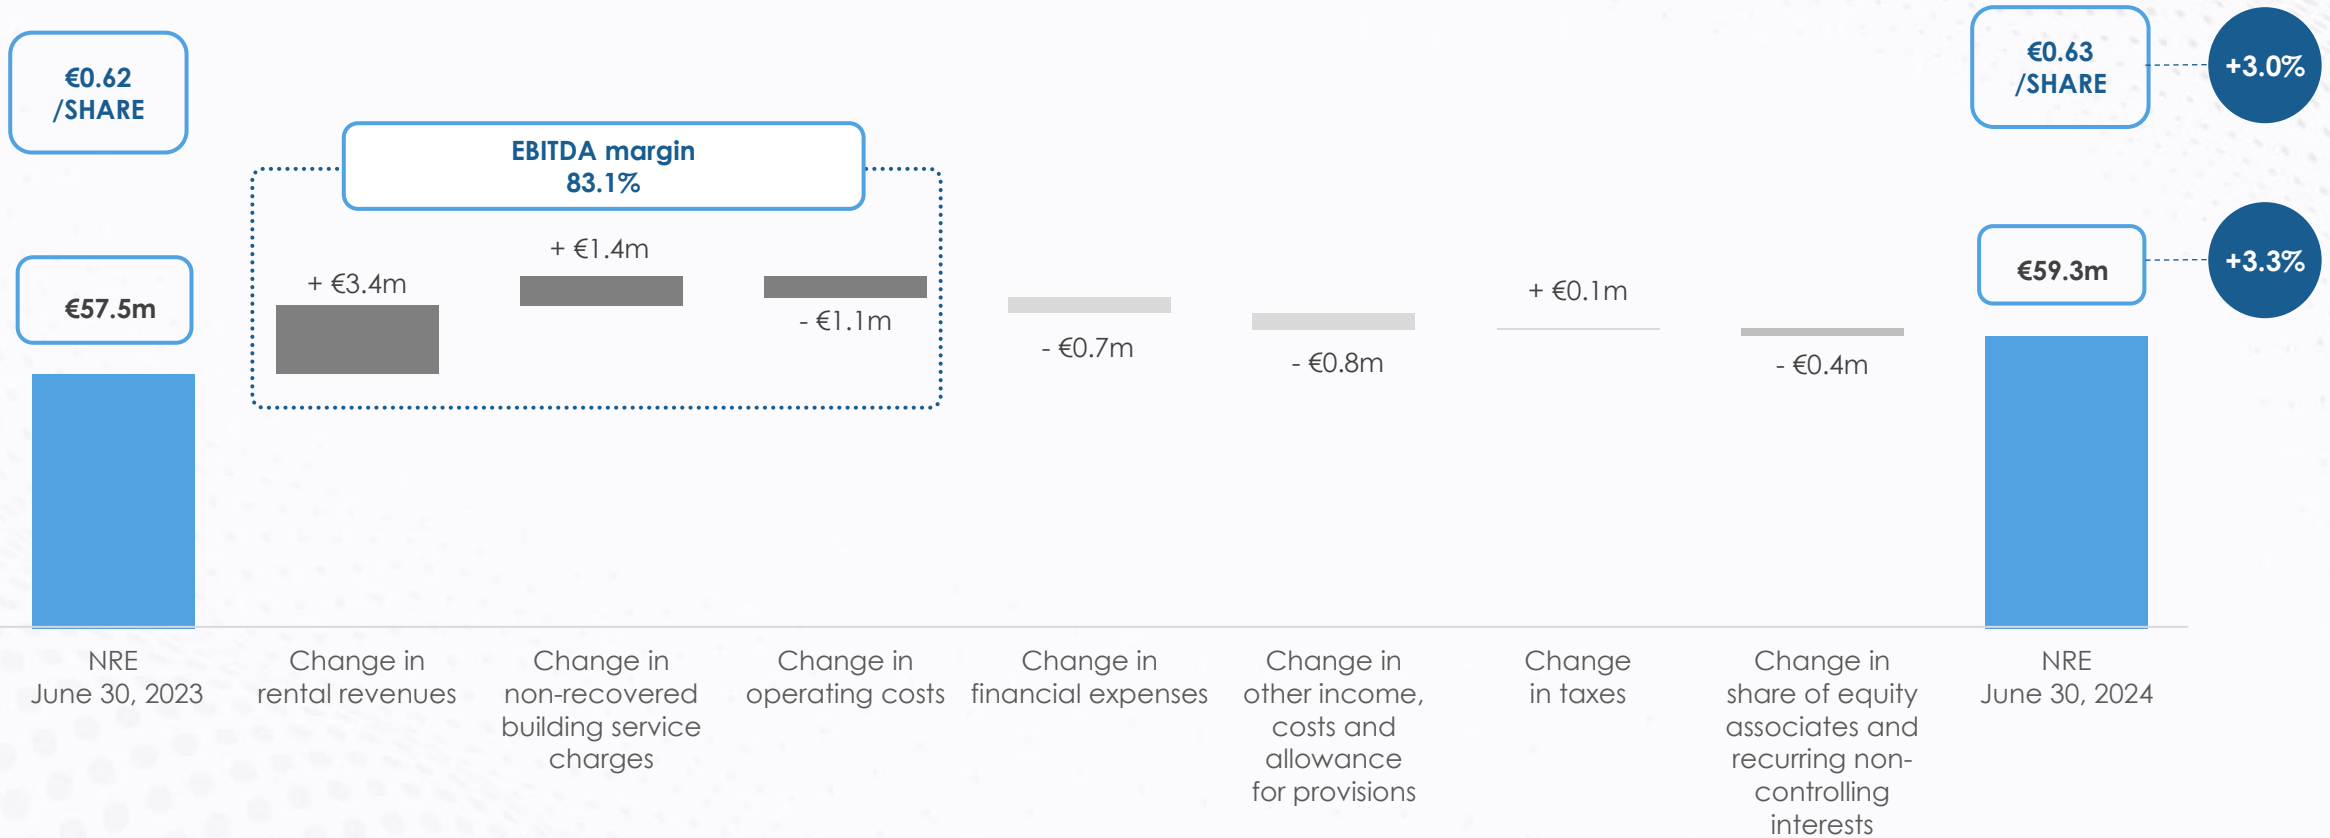 €0.62
/SHARE
€0.63
/SHARE
+3.0%
EBITDA margin
83.1%
€57.5m
+ €3.4m
+ €1.4m
- €1.1m
- €0.7m
- €0.8m
+ €0.1m
- €0.4m
€59.3m
+3.3%
NRE
June 30, 2023
Change in
rental revenues
Change in
non-recovered
building service
charges
Change in
operating costs
Change in
financial expenses
Change in
other income,
costs and
allowance
for provisions
Change
in taxes
Change in
share of equity
associates and
recurring non-
controlling
interests
NRE
June 30, 2024